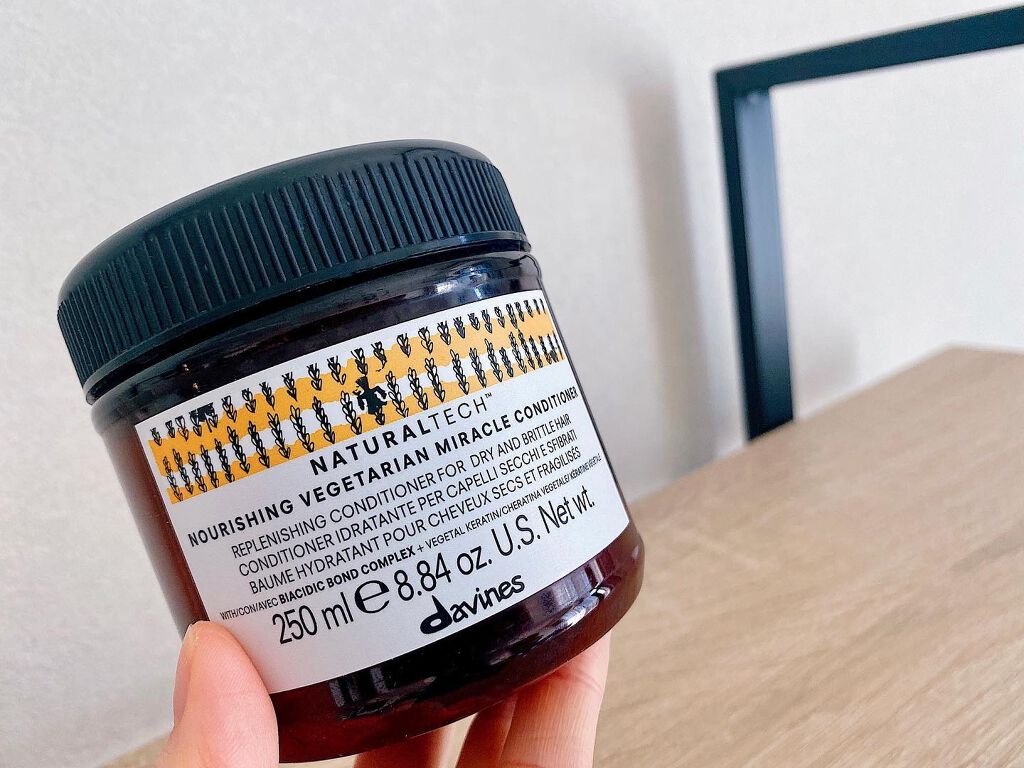 NATURALTECH™
NOURISHING VEGETARIAN MIRACLE CONDITIONER
REPLENISHING CONDITIONER FOR DRY AND BRITTLE HAIR
CONDITIONER IDRATANTE PER CAPELLI SECCHI E SFIBRATI
BAUME HYDRATANT POUR CHEVEUX SECS ET FRAGILISÉS
WITH/CON/AVEC BIACIDIC BOND COMPLEX + VEGETAL KERATIN/CHERATINA VEGETALE/KÉRATINE VÉGÉTALE
250 ml ℮ 8.84 oz. U.S. Net wt.
davines